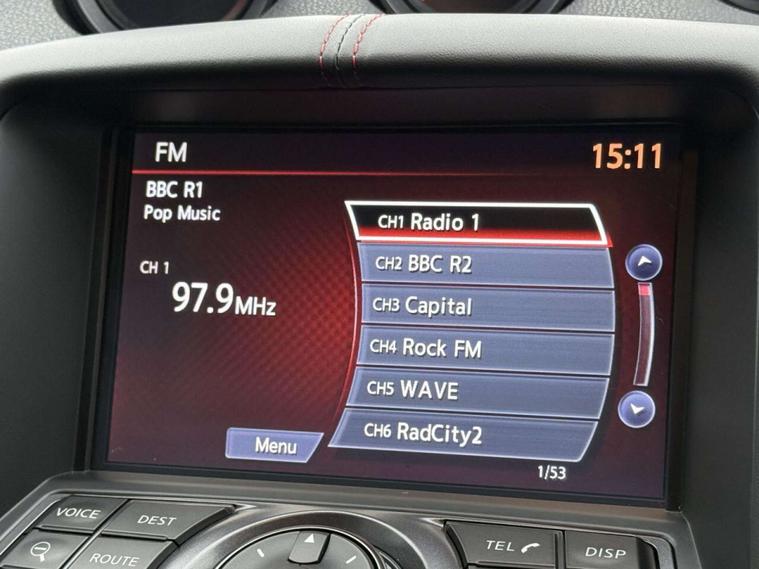 FM
15:11
BBC R1
Pop Music
CH 1
97.9MHz
CH1 Radio 1
CH2 BBC R2
CH3 Capital
CH4 Rock FM
CH5 WAVE
CH6 RadCity2
Menu
1/53
VOICE
DEST
ROUTE
TEL
DISP